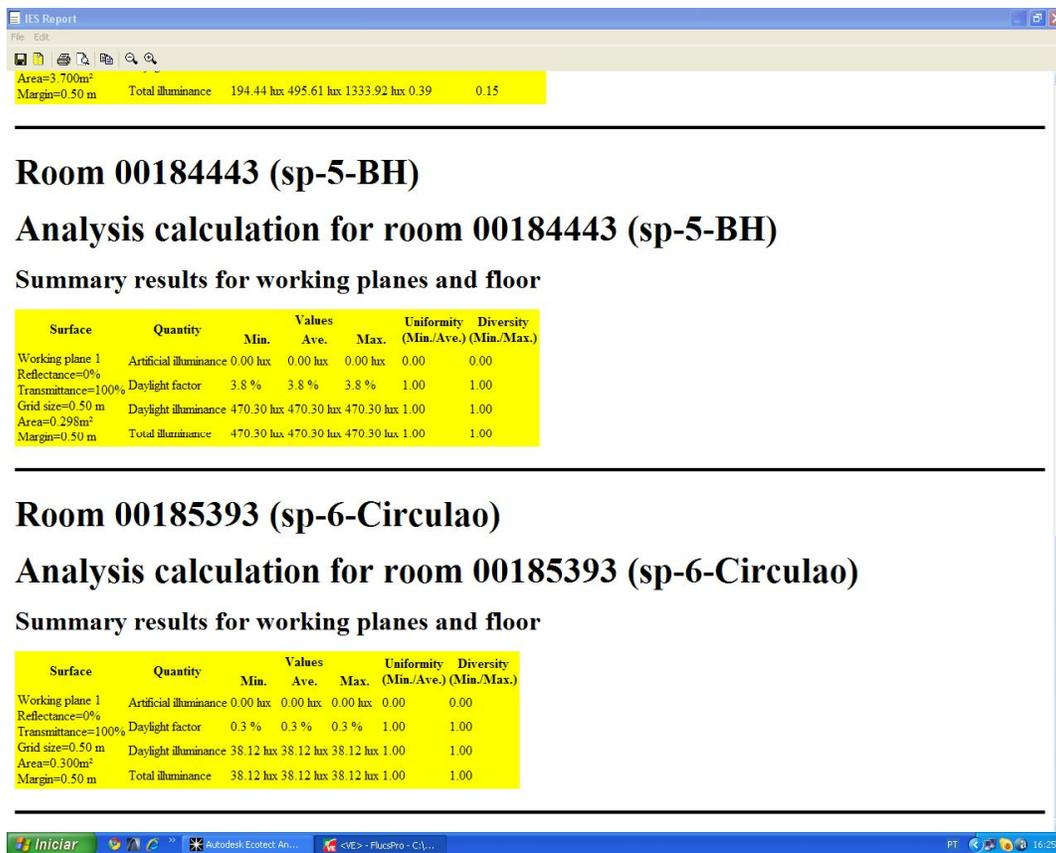 IES Report
File Edit
Area=3.700m²
Margin=0.50 m Total illuminance 194.44 lux 495.61 lux 1333.92 lux 0.39 0.15
Room 00184443 (sp-5-BH)
Analysis calculation for room 00184443 (sp-5-BH)
Summary results for working planes and floor
Surface Quantity Values Uniformity Diversity
Min. Ave. Max. (Min./Ave.) (Min./Max.)
Working plane 1 Artificial illuminance 0.00 lux 0.00 lux 0.00 lux 0.00 0.00
Reflectance=0%
Transmittance=100% Daylight factor 3.8 % 3.8 % 3.8 % 1.00 1.00
Grid size=0.50 m Daylight illuminance 470.30 lux 470.30 lux 470.30 lux 1.00 1.00
Area=0.298m²
Margin=0.50 m Total illuminance 470.30 lux 470.30 lux 470.30 lux 1.00 1.00
Room 00185393 (sp-6-Circulao)
Analysis calculation for room 00185393 (sp-6-Circulao)
Summary results for working planes and floor
Surface Quantity Values Uniformity Diversity
Min. Ave. Max. (Min./Ave.) (Min./Max.)
Working plane 1 Artificial illuminance 0.00 lux 0.00 lux 0.00 lux 0.00 0.00
Reflectance=0%
Transmittance=100% Daylight factor 0.3 % 0.3 % 0.3 % 1.00 1.00
Grid size=0.50 m Daylight illuminance 38.12 lux 38.12 lux 38.12 lux 1.00 1.00
Area=0.300m²
Margin=0.50 m Total illuminance 38.12 lux 38.12 lux 38.12 lux 1.00 1.00
Iniciar » Autodesk Ecotect An... <VE> - FlucsPro - C:\... PT 16:25